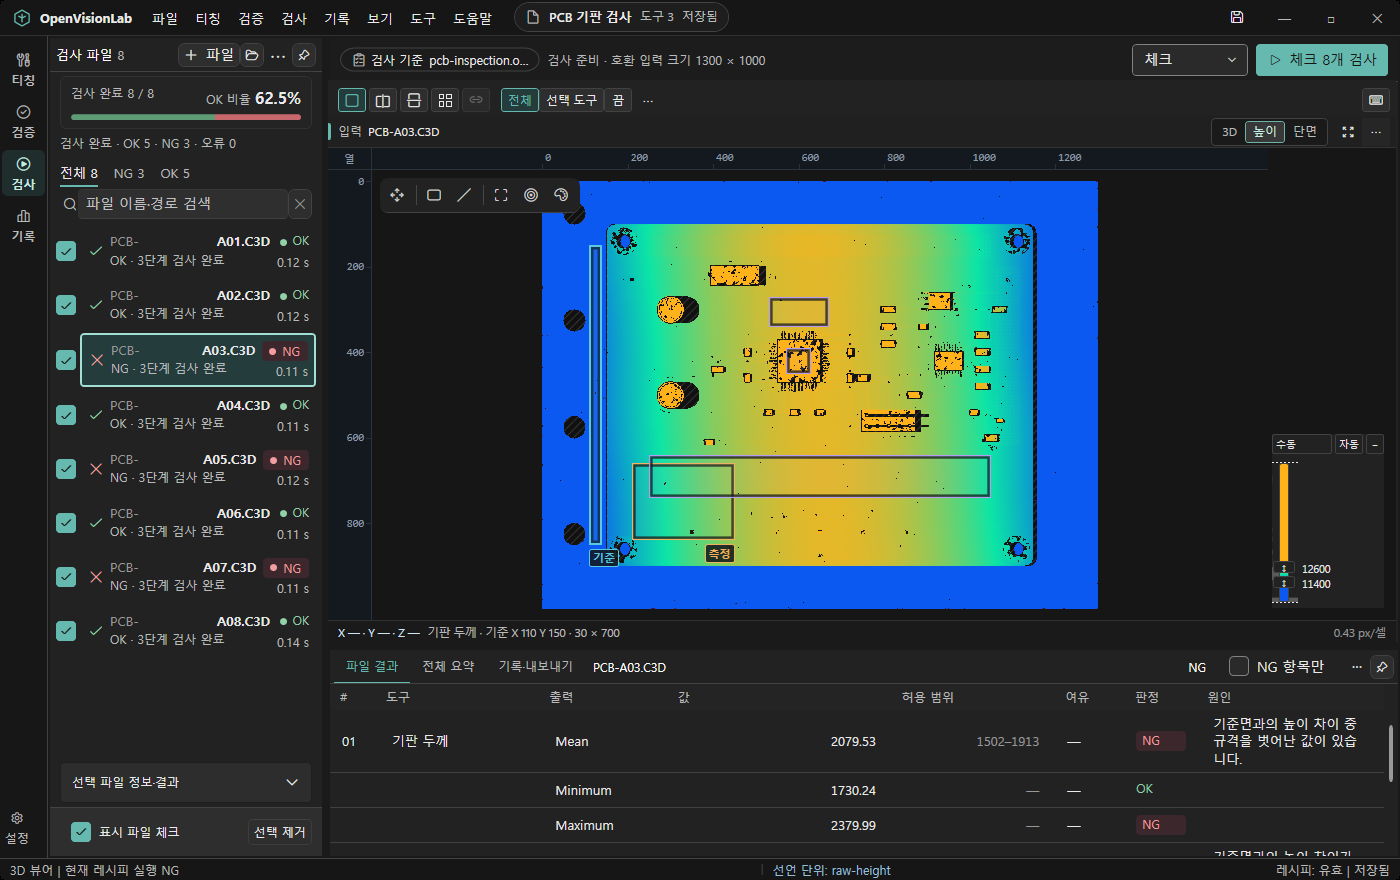 OpenVisionLab 파일 티칭 검증 검사 기록 보기 도구 도움말 PCB 기판 검사 도구 3 저장됨
티칭
검증
검사
기록
설정
검사 파일 8 + 파일 ...
검사 완료 8 / 8 OK 비율 62.5%
검사 완료 · OK 5 · NG 3 · 오류 0
전체 8 NG 3 OK 5
파일 이름·경로 검색
PCB- A01.C3D OK
OK · 3단계 검사 완료 0.12 s
PCB- A02.C3D OK
OK · 3단계 검사 완료 0.12 s
PCB- A03.C3D NG
NG · 3단계 검사 완료 0.11 s
PCB- A04.C3D OK
OK · 3단계 검사 완료 0.11 s
PCB- A05.C3D NG
NG · 3단계 검사 완료 0.12 s
PCB- A06.C3D OK
OK · 3단계 검사 완료 0.11 s
PCB- A07.C3D NG
NG · 3단계 검사 완료 0.11 s
PCB- A08.C3D OK
OK · 3단계 검사 완료 0.14 s
선택 파일 정보·결과
표시 파일 체크 선택 제거
검사 기준 pcb-inspection.o... 검사 준비 - 호환 입력 크기 1300 × 1000 체크 체크 8개 검사
전체 선택 도구 끔 ...
입력 PCB-A03.C3D 3D 높이 단면 ...
열 0 200 400 600 800 1000 1200
0
200
400
600
800
기준 측정
수동 자동 −
12600
11400
X — · Y — · Z — 기판 두께 · 기준 X 110 Y 150 · 30 × 700 0.43 px/셀
파일 결과 전체 요약 기록·내보내기 PCB-A03.C3D NG NG 항목만 ...
# 도구 출력 값 허용 범위 여유 판정 원인
01 기판 두께 Mean 2079.53 1502–1913 — NG 기준면과의 높이 차이 중
규격을 벗어난 값이 있습
니다.
Minimum 1730.24 — — OK
Maximum 2379.99 — — NG
3D 뷰어 | 현재 레시피 실행 NG 선언 단위: raw-height 레시피: 유효 | 저장됨